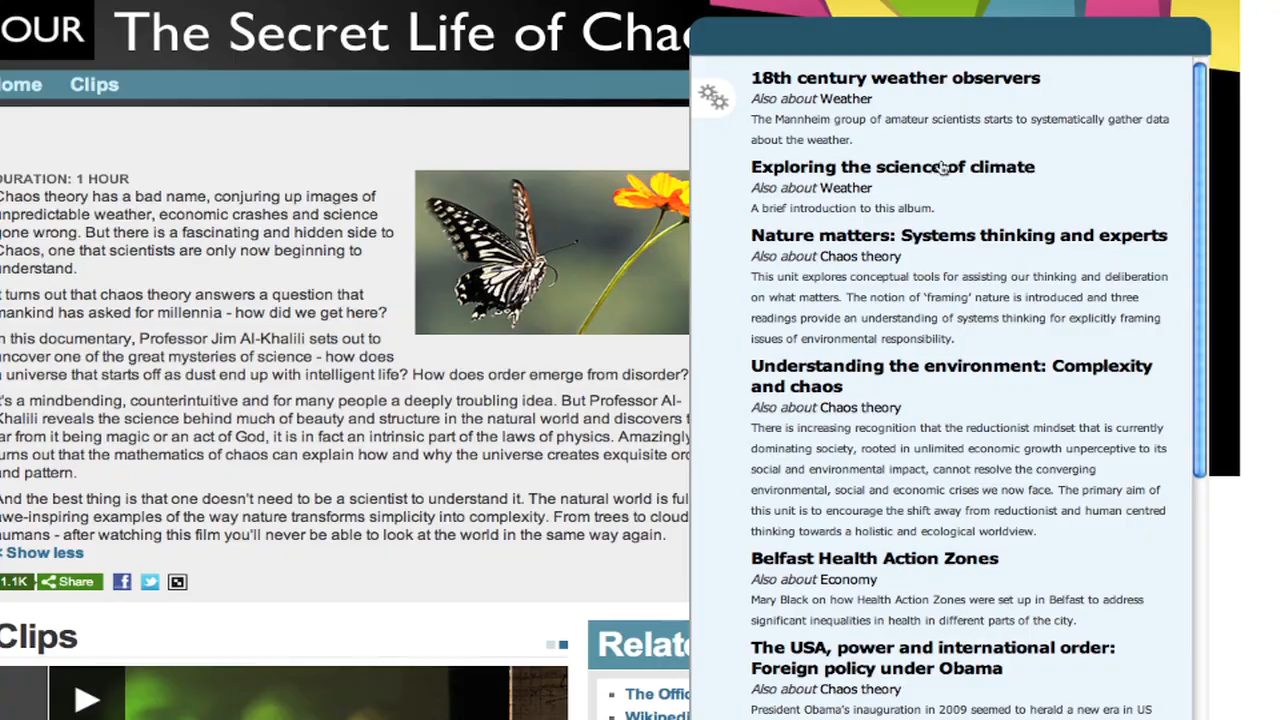 OUR
The Secret Life of Chao
ome
Clips
DURATION: 1 HOUR
Chaos theory has a bad name, conjuring up images of
unpredictable weather, economic crashes and science
gone wrong. But there is a fascinating and hidden side to
Chaos, one that scientists are only now beginning to
understand.
t turns out that chaos theory answers a question that
mankind has asked for millennia - how did we get here?
n this documentary, Professor Jim Al-Khalili sets out to
uncover one of the great mysteries of science - how does
a universe that starts off as dust end up with intelligent life? How does order emerge from disorder?
t's a mindbending, counterintuitive and for many people a deeply troubling idea. But Professor Al-
Khalili reveals the science behind much of beauty and structure in the natural world and discovers t
ar from it being magic or an act of God, it is in fact an intrinsic part of the laws of physics. Amazingly
urns out that the mathematics of chaos can explain how and why the universe creates exquisite ord
and pattern.
And the best thing is that one doesn't need to be a scientist to understand it. The natural world is ful
awe-inspiring examples of the way nature transforms simplicity into complexity. From trees to cloud
humans - after watching this film you'll never be able to look at the world in the same way again.
Show less
1.1K
Share
Clips
Relate
The Offic
Wikiped
18th century weather observers
Also about Weather
The Mannheim group of amateur scientists starts to systematically gather data
about the weather.
Exploring the science of climate
Also about Weather
A brief introduction to this album.
Nature matters: Systems thinking and experts
Also about Chaos theory
This unit explores conceptual tools for assisting our thinking and deliberation
on what matters. The notion of 'framing' nature is introduced and three
readings provide an understanding of systems thinking for explicitly framing
issues of environmental responsibility.
Understanding the environment: Complexity
and chaos
Also about Chaos theory
There is increasing recognition that the reductionist mindset that is currently
dominating society, rooted in unlimited economic growth unperceptive to its
social and environmental impact, cannot resolve the converging
environmental, social and economic crises we now face. The primary aim of
this unit is to encourage the shift away from reductionist and human centred
thinking towards a holistic and ecological worldview.
Belfast Health Action Zones
Also about Economy
Mary Black on how Health Action Zones were set up in Belfast to address
significant inequalities in health in different parts of the city.
The USA, power and international order:
Foreign policy under Obama
Also about Chaos theory
President Obama's inauguration in 2009 seemed to herald a new era in US